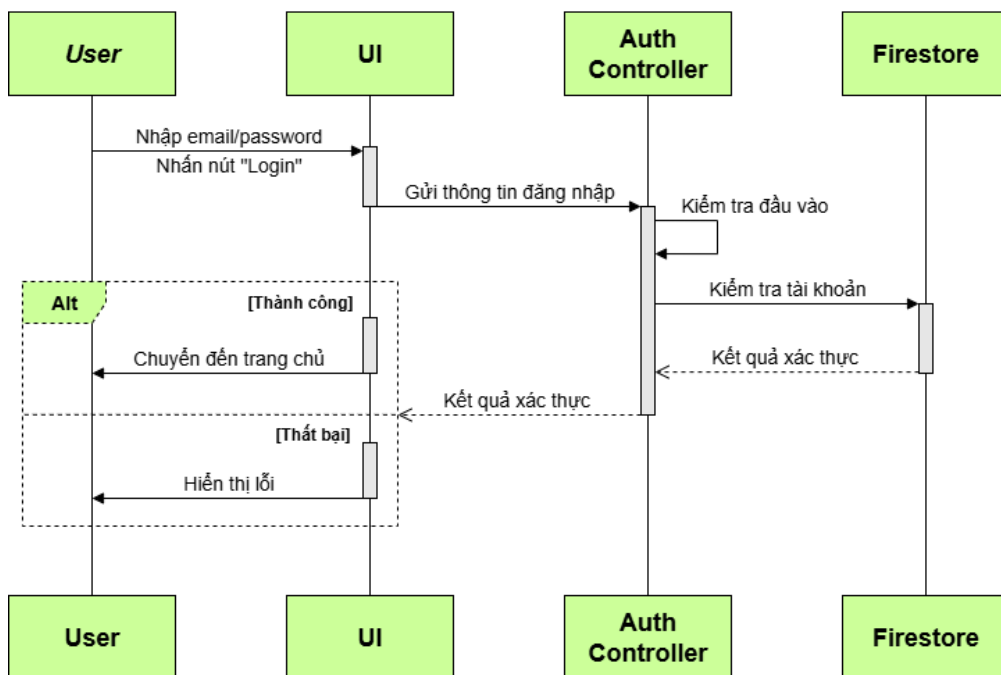 User
UI
Auth
Controller
Firestore
Nhập email/password
Nhấn nút "Login"
Gửi thông tin đăng nhập
Kiểm tra đầu vào
Alt
[Thành công]
Kiểm tra tài khoản
Chuyển đến trang chủ
Kết quả xác thực
Kết quả xác thực
[Thất bại]
Hiển thị lỗi
User
UI
Auth
Controller
Firestore